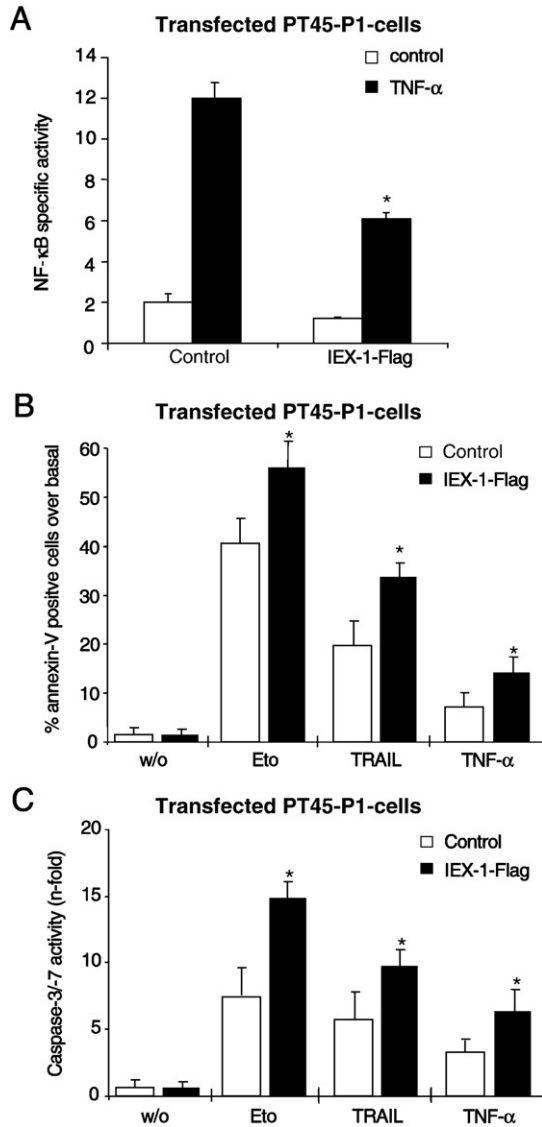 A
Transfected PT45-P1-cells
control
TNF-α
NF-κB specific activity
14
12
10
8
6
4
2
0
*
Control
IEX-1-Flag
B
Transfected PT45-P1-cells
Control
IEX-1-Flag
% annexin-V positve cells over basal
60
50
40
30
20
10
0
*
*
*
w/o
Eto
TRAIL
TNF-α
C
Transfected PT45-P1-cells
Control
IEX-1-Flag
Caspase-3/-7 activity (n-fold)
20
15
10
5
0
*
*
*
w/o
Eto
TRAIL
TNF-α